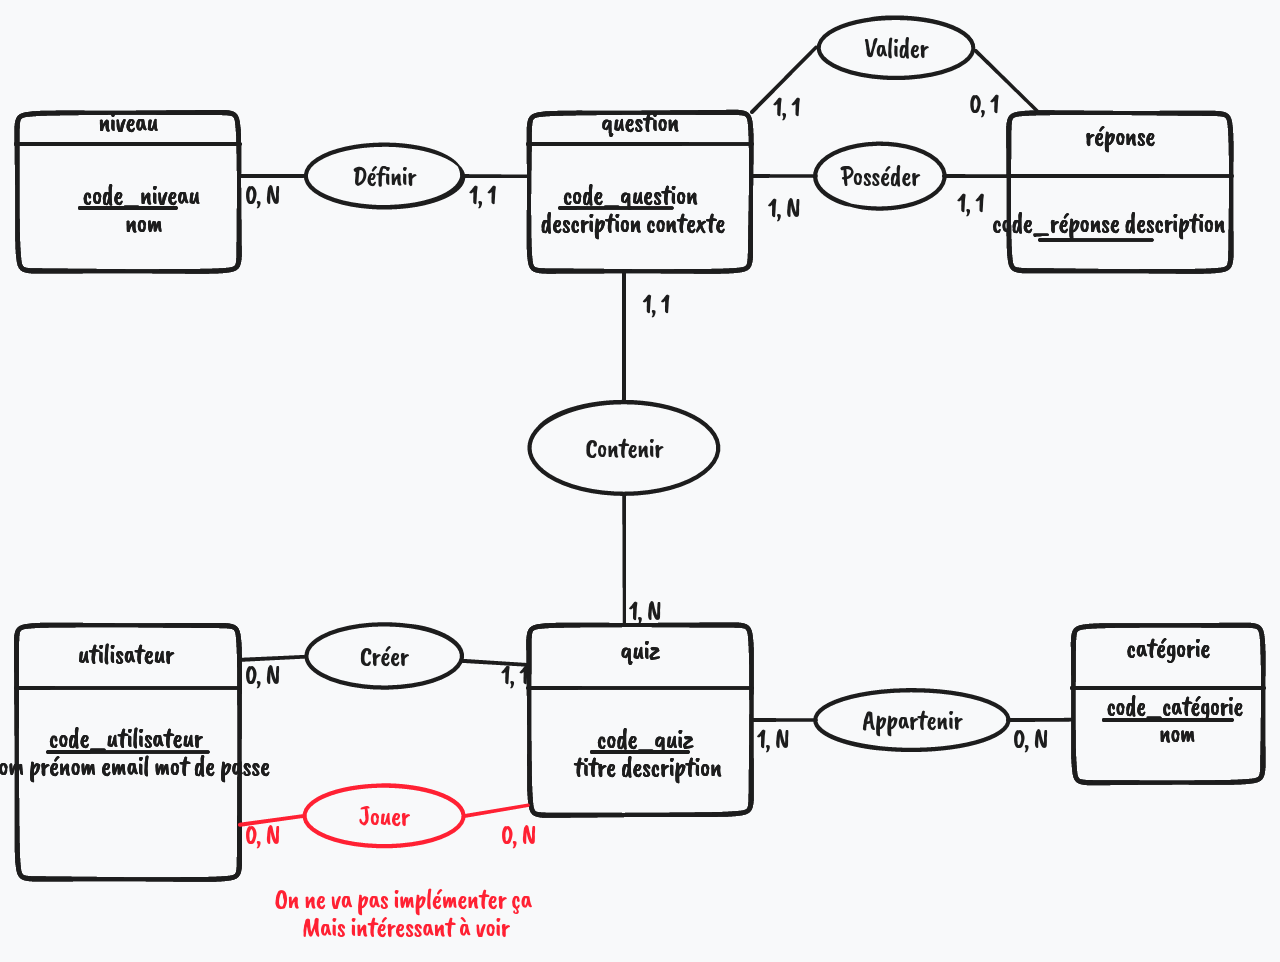 Valider
1, 1
0, 1
niveau
question
réponse
Définir
Posséder
code_niveau
nom
0, N
1, 1
code_question
description contexte
1, N
1, 1
code_réponse description
1, 1
Contenir
1, N
utilisateur
Créer
quiz
catégorie
0, N
1, 1
code_utilisateur
om prénom email mot de passe
code_quiz
titre description
1, N
Appartenir
0, N
code_catégorie
nom
Jouer
0, N
0, N
On ne va pas implémenter ça
Mais intéressant à voir